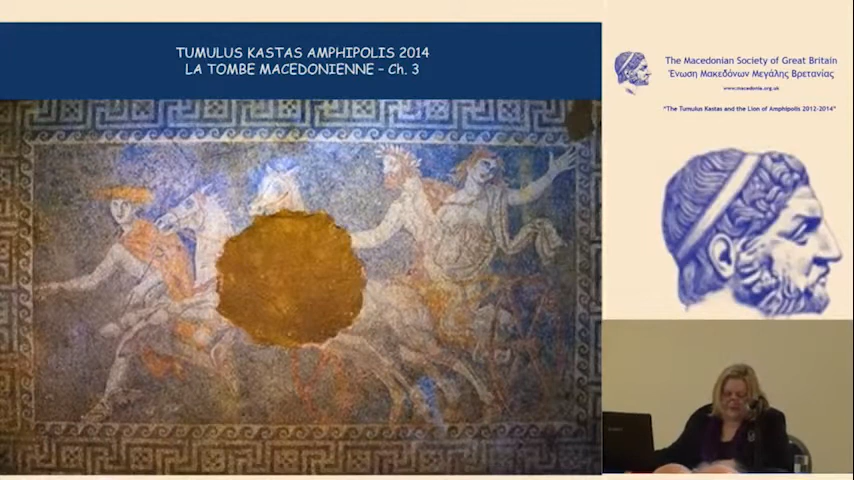 TUMULUS KASTAS AMPHIPOLIS 2014
LA TOMBE MACEDONIENNE – Ch. 3
The Macedonian Society of Great Britain
Ένωση Μακεδόνων Μεγάλης Βρετανίας
www.macedonia.org.uk
"The Tumulus Kastas and the Lion of Amphipolis 2012-2014"